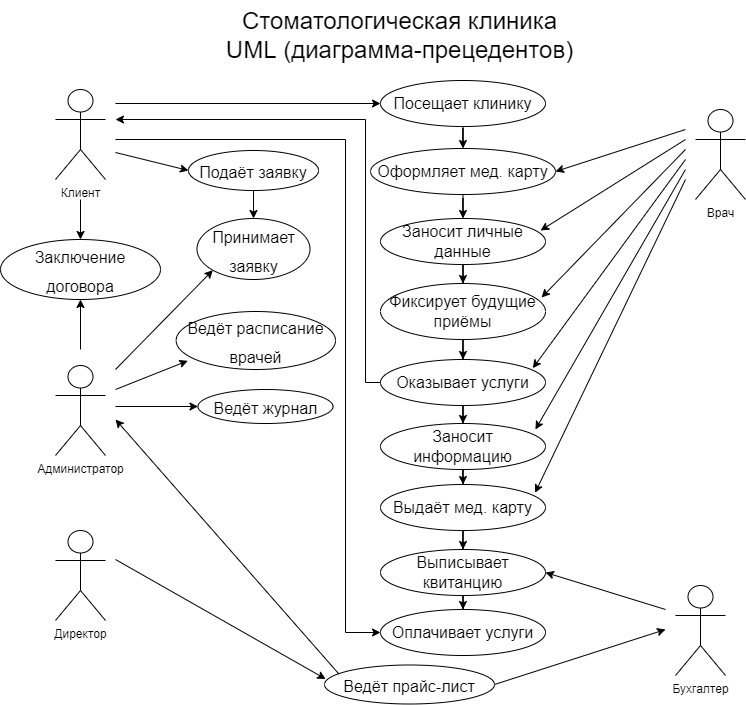 Стоматологическая клиника
UML (диаграмма-прецедентов)
Клиент
Посещает клинику
Врач
Подаёт заявку
Оформляет мед. карту
Принимает
заявку
Заносит личные
данные
Заключение
договора
Фиксирует будущие
приёмы
Ведёт расписание
врачей
Оказывает услуги
Ведёт журнал
Администратор
Заносит
информацию
Выдаёт мед. карту
Выписывает
квитанцию
Директор
Оплачивает услуги
Ведёт прайс-лист
Бухгалтер